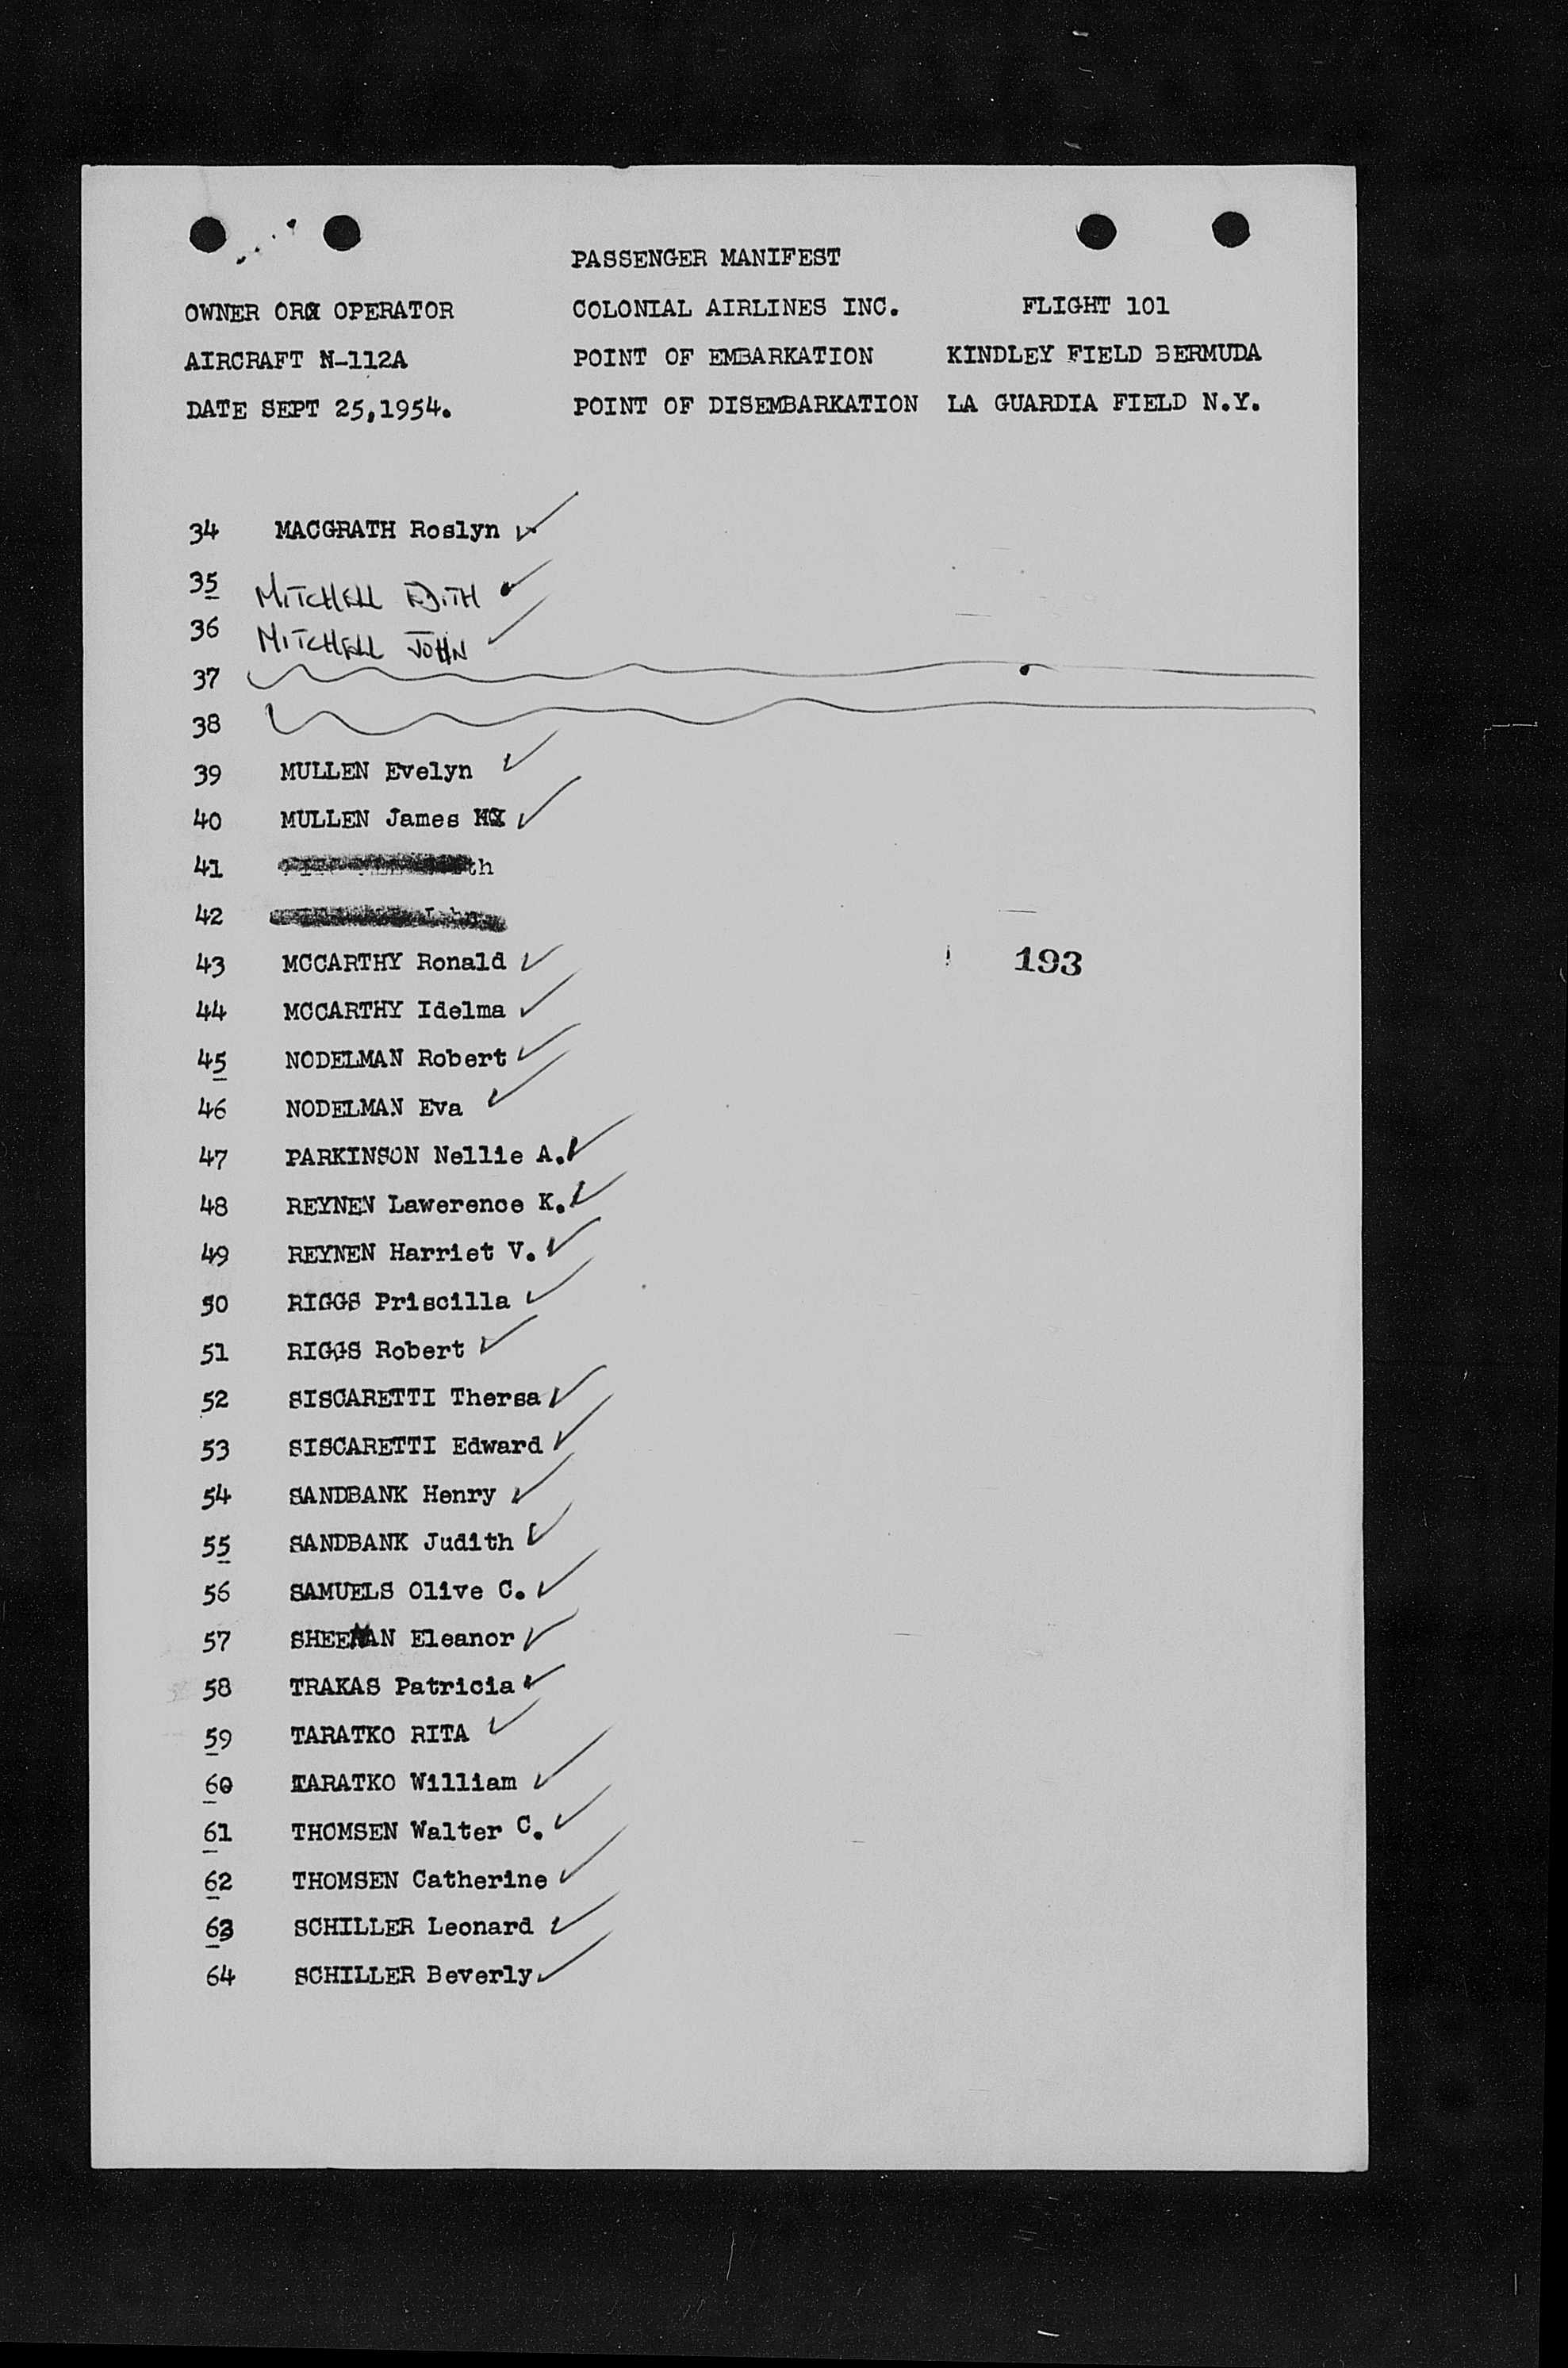 PASSENGER MANIFEST
OWNER OR OPERATOR COLONIAL AIRLINES INC. FLIGHT 101
AIRCRAFT N-112A POINT OF EMBARKATION KINDLEY FIELD BERMUDA
DATE SEPT 25,1954. POINT OF DISEMBARKATION LA GUARDIA FIELD N.Y.
34 MACGRATH Roslyn
35 MITCHELL EDITH
36 MITCHELL JOHN
37
38
39 MULLEN Evelyn
40 MULLEN James
41
42
43 MCCARTHY Ronald 193
44 MCCARTHY Idelma
45 NODELMAN Robert
46 NODELMAN Eva
47 PARKINSON Nellie A.
48 REYNEN Lawerence K.
49 REYNEN Harriet V.
50 RIGGS Priscilla
51 RIGGS Robert
52 SISCARETTI Thersa
53 SISCARETTI Edward
54 SANDBANK Henry
55 SANDBANK Judith
56 SAMUELS Olive C.
57 Eleanor
58 TRAKAS Patricia
59 TARATKO RITA
60 TARATKO William
61 THOMSEN Walter C.
62 THOMSEN Catherine
63 SCHILLER Leonard
64 SCHILLER Beverly